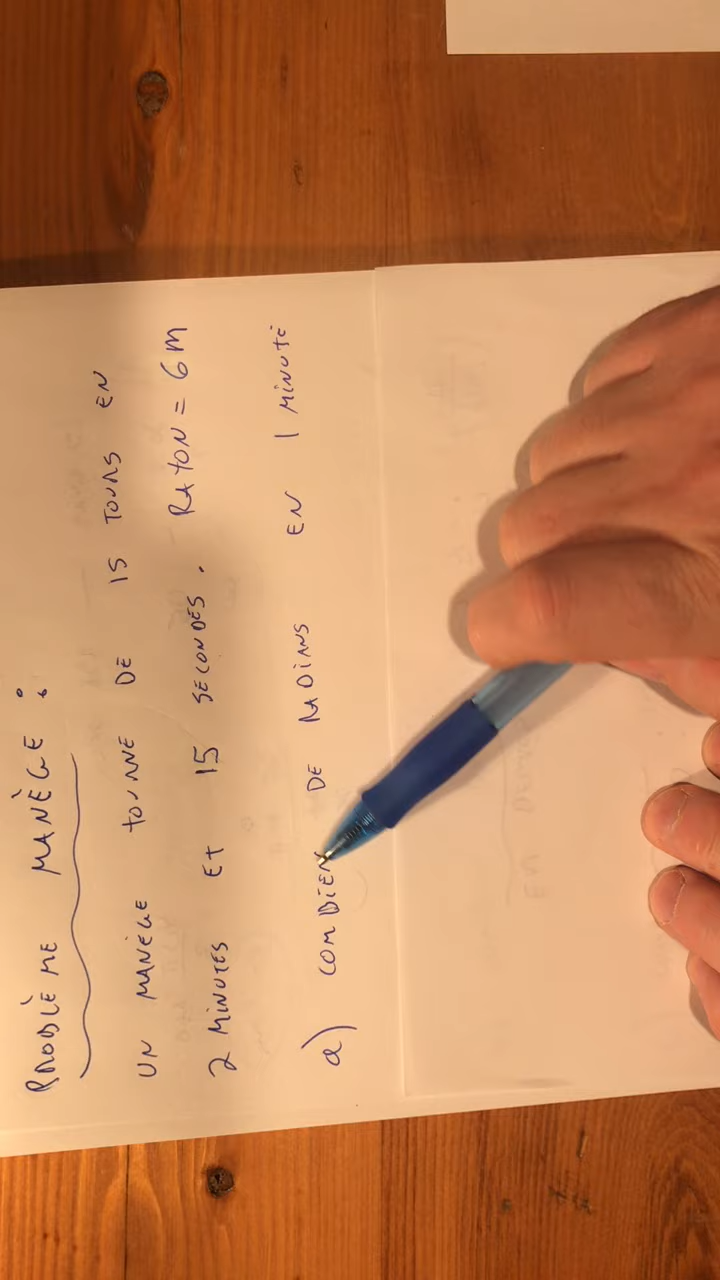 PROBLÈME MANÈGE :
UN MANÈGE TOURNE DE 15 TOURS EN
2 MINUTES ET 15 SECONDES. RAYON = 6M
a) COMBIEN DE RADIANS EN 1 MINUTE